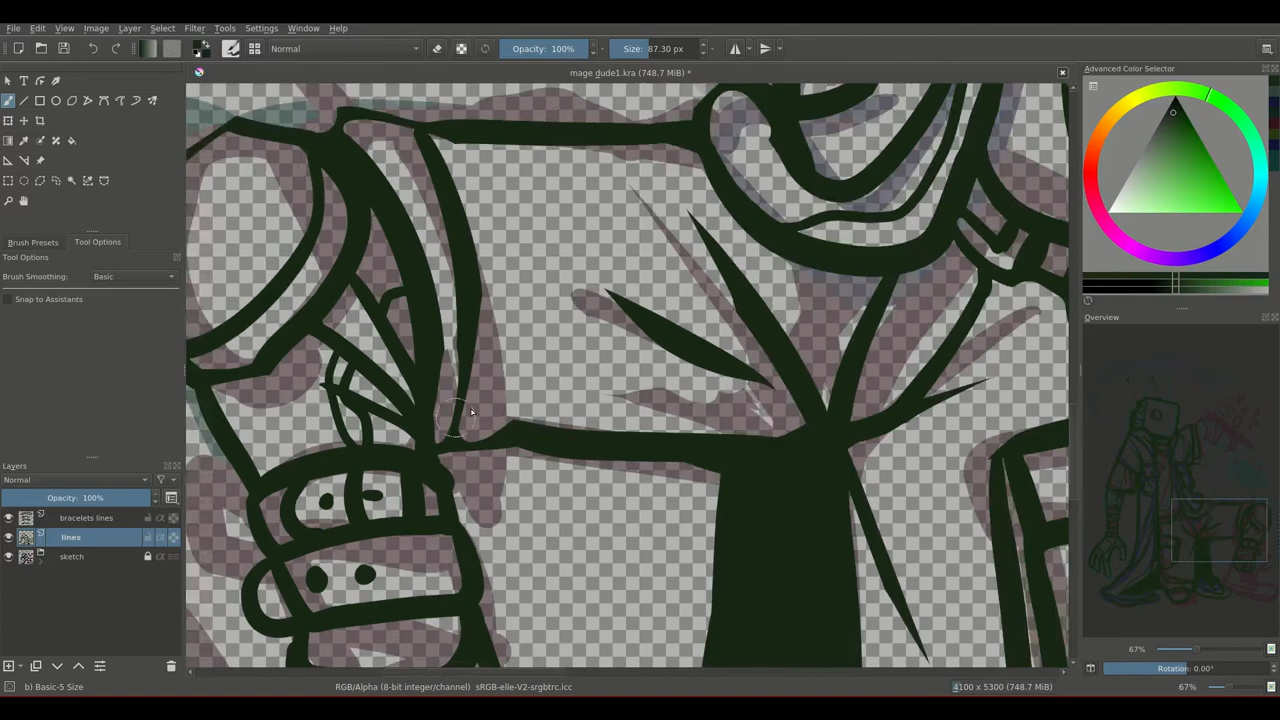 File Edit View Image Layer Select Filter Tools Settings Window Help
Normal Opacity: 100% Size: 87.30 px
mage dude1.kra (748.7 MiB) *
Advanced Color Selector
Brush Presets Tool Options
Tool Options
Brush Smoothing: Basic
Snap to Assistants
Overview
Layers
Normal
Opacity: 100%
bracelets lines
lines
sketch
67%
Rotation: 0.00°
b) Basic-5 Size RGB/Alpha (8-bit integer/channel) sRGB-elle-V2-srgbtrc.icc 4100 x 5300 (748.7 MiB) 67%